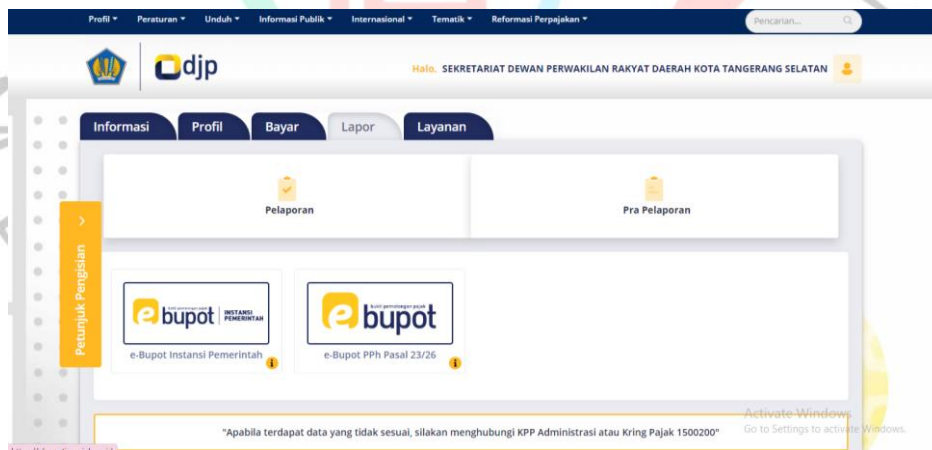 Profil Peraturan Unduh Informasi Publik Internasional Tematik Reformasi Perpajakan Pencarian...
djp
Halo, SEKRETARIAT DEWAN PERWAKILAN RAKYAT DAERAH KOTA TANGERANG SELATAN
Informasi Profil Bayar Lapor Layanan
Pelaporan Pra Pelaporan
Petunjuk Pengisian
e bupot INSTANSI PEMERINTAH
bukti pemotongan pajak
e bupot
e-Bupot Instansi Pemerintah e-Bupot PPh Pasal 23/26
"Apabila terdapat data yang tidak sesuai, silakan menghubungi KPP Administrasi atau Kring Pajak 1500200"
Activate Windows
Go to Settings to activate Windows.